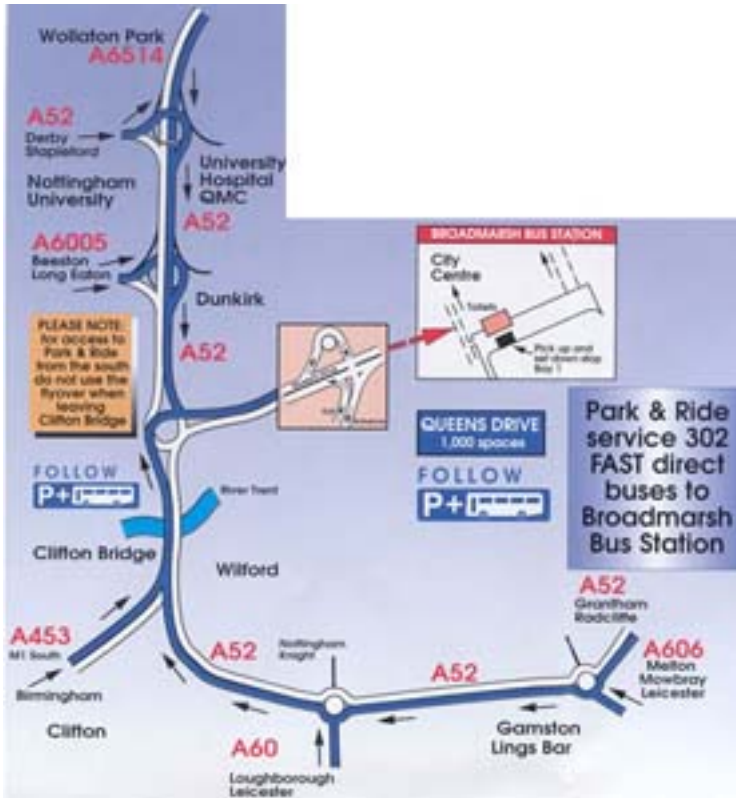 Wollaton Park
A6514
A52
Derby
Stapleford
University
Hospital
QMC
Nottingham
University
A52
A6005
Beeston
Long Eaton
Dunkirk
BROADMARSH BUS STATION
City
Centre
Tickets
Pick up and
set down stop
Bay 1
PLEASE NOTE:
for access to
Park & Ride
from the south
do not use the
flyover when
leaving
Clifton Bridge
A52
QUEENS DRIVE
1,000 spaces
Park & Ride
service 302
FAST direct
buses to
Broadmarsh
Bus Station
FOLLOW
P+
FOLLOW
P+
River Trent
Clifton Bridge
Wilford
A52
Grantham
Radcliffe
A453
M1 South
A52
Nottingham
Knight
A52
A606
Melton
Mowbray
Leicester
Birmingham
Clifton
Gamston
Lings Bar
A60
Loughborough
Leicester